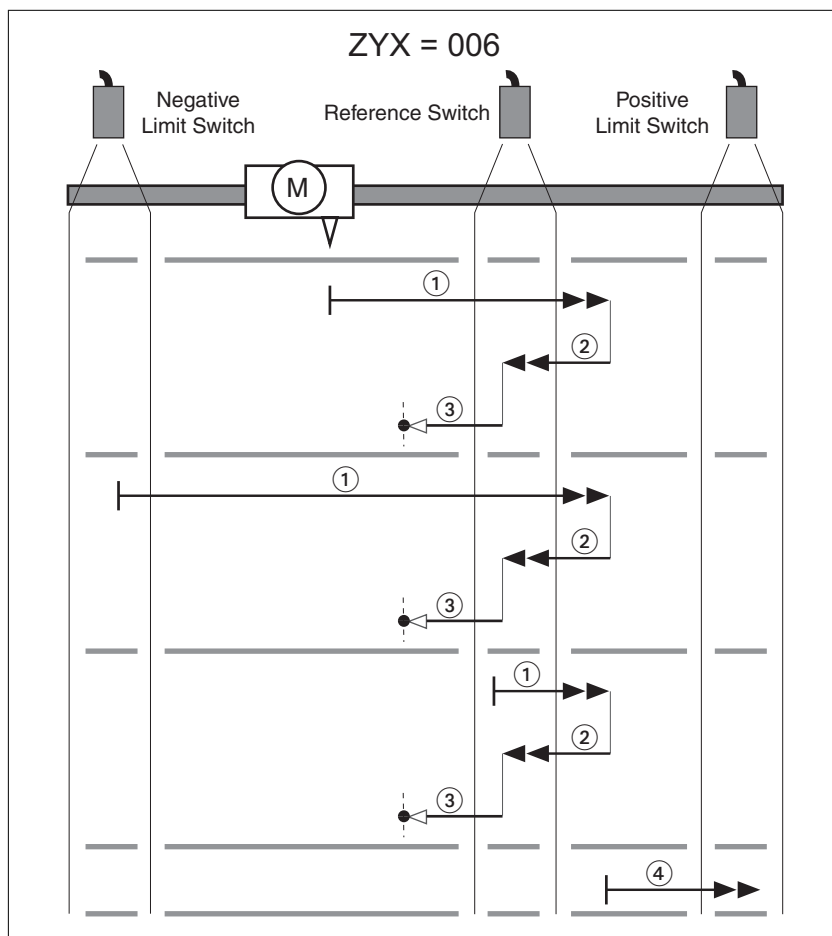 ZYX = 006
Negative
Limit Switch
Reference Switch
Positive
Limit Switch
M
①
②
③
①
②
③
①
②
③
④